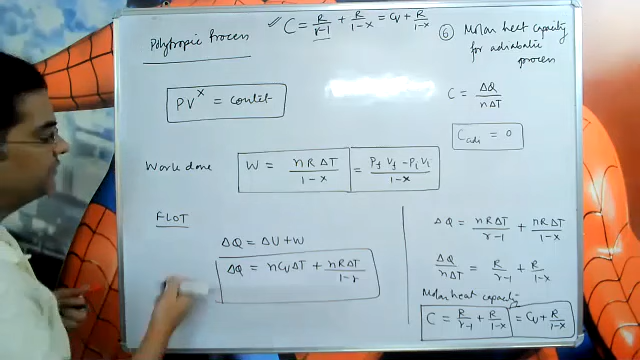 Polytropic Process
✓ C = R/r-1 + R/1-x = Cv + R/1-x
⑥ Molar heat capacity
for adiabatic
process
PV^x = constt
C = ΔQ/nΔT
C_adi = 0
Work done
W = nRΔT/1-x = PfVf - PiVi/1-x
FLOT
ΔQ = ΔU + W
ΔQ = nCvΔT + nRΔT/1-r
ΔQ = nRΔT/r-1 + nRΔT/1-x
ΔQ/nΔT = R/r-1 + R/1-x
Molar heat capacity
C = R/r-1 + R/1-x = Cv + R/1-x